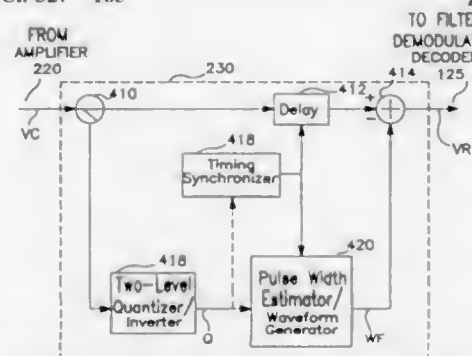 TO FILTER
DEMODULAT
DECODER
125
FROM
AMPLIFIER
220
230
410
412
414
Delay
+
−
VC
VR
418
Timing
Synchronizer
418
Two-Level
Quantizer/
Inverter
Q
420
Pulse Width
Estimator/
Waveform
Generator
WF